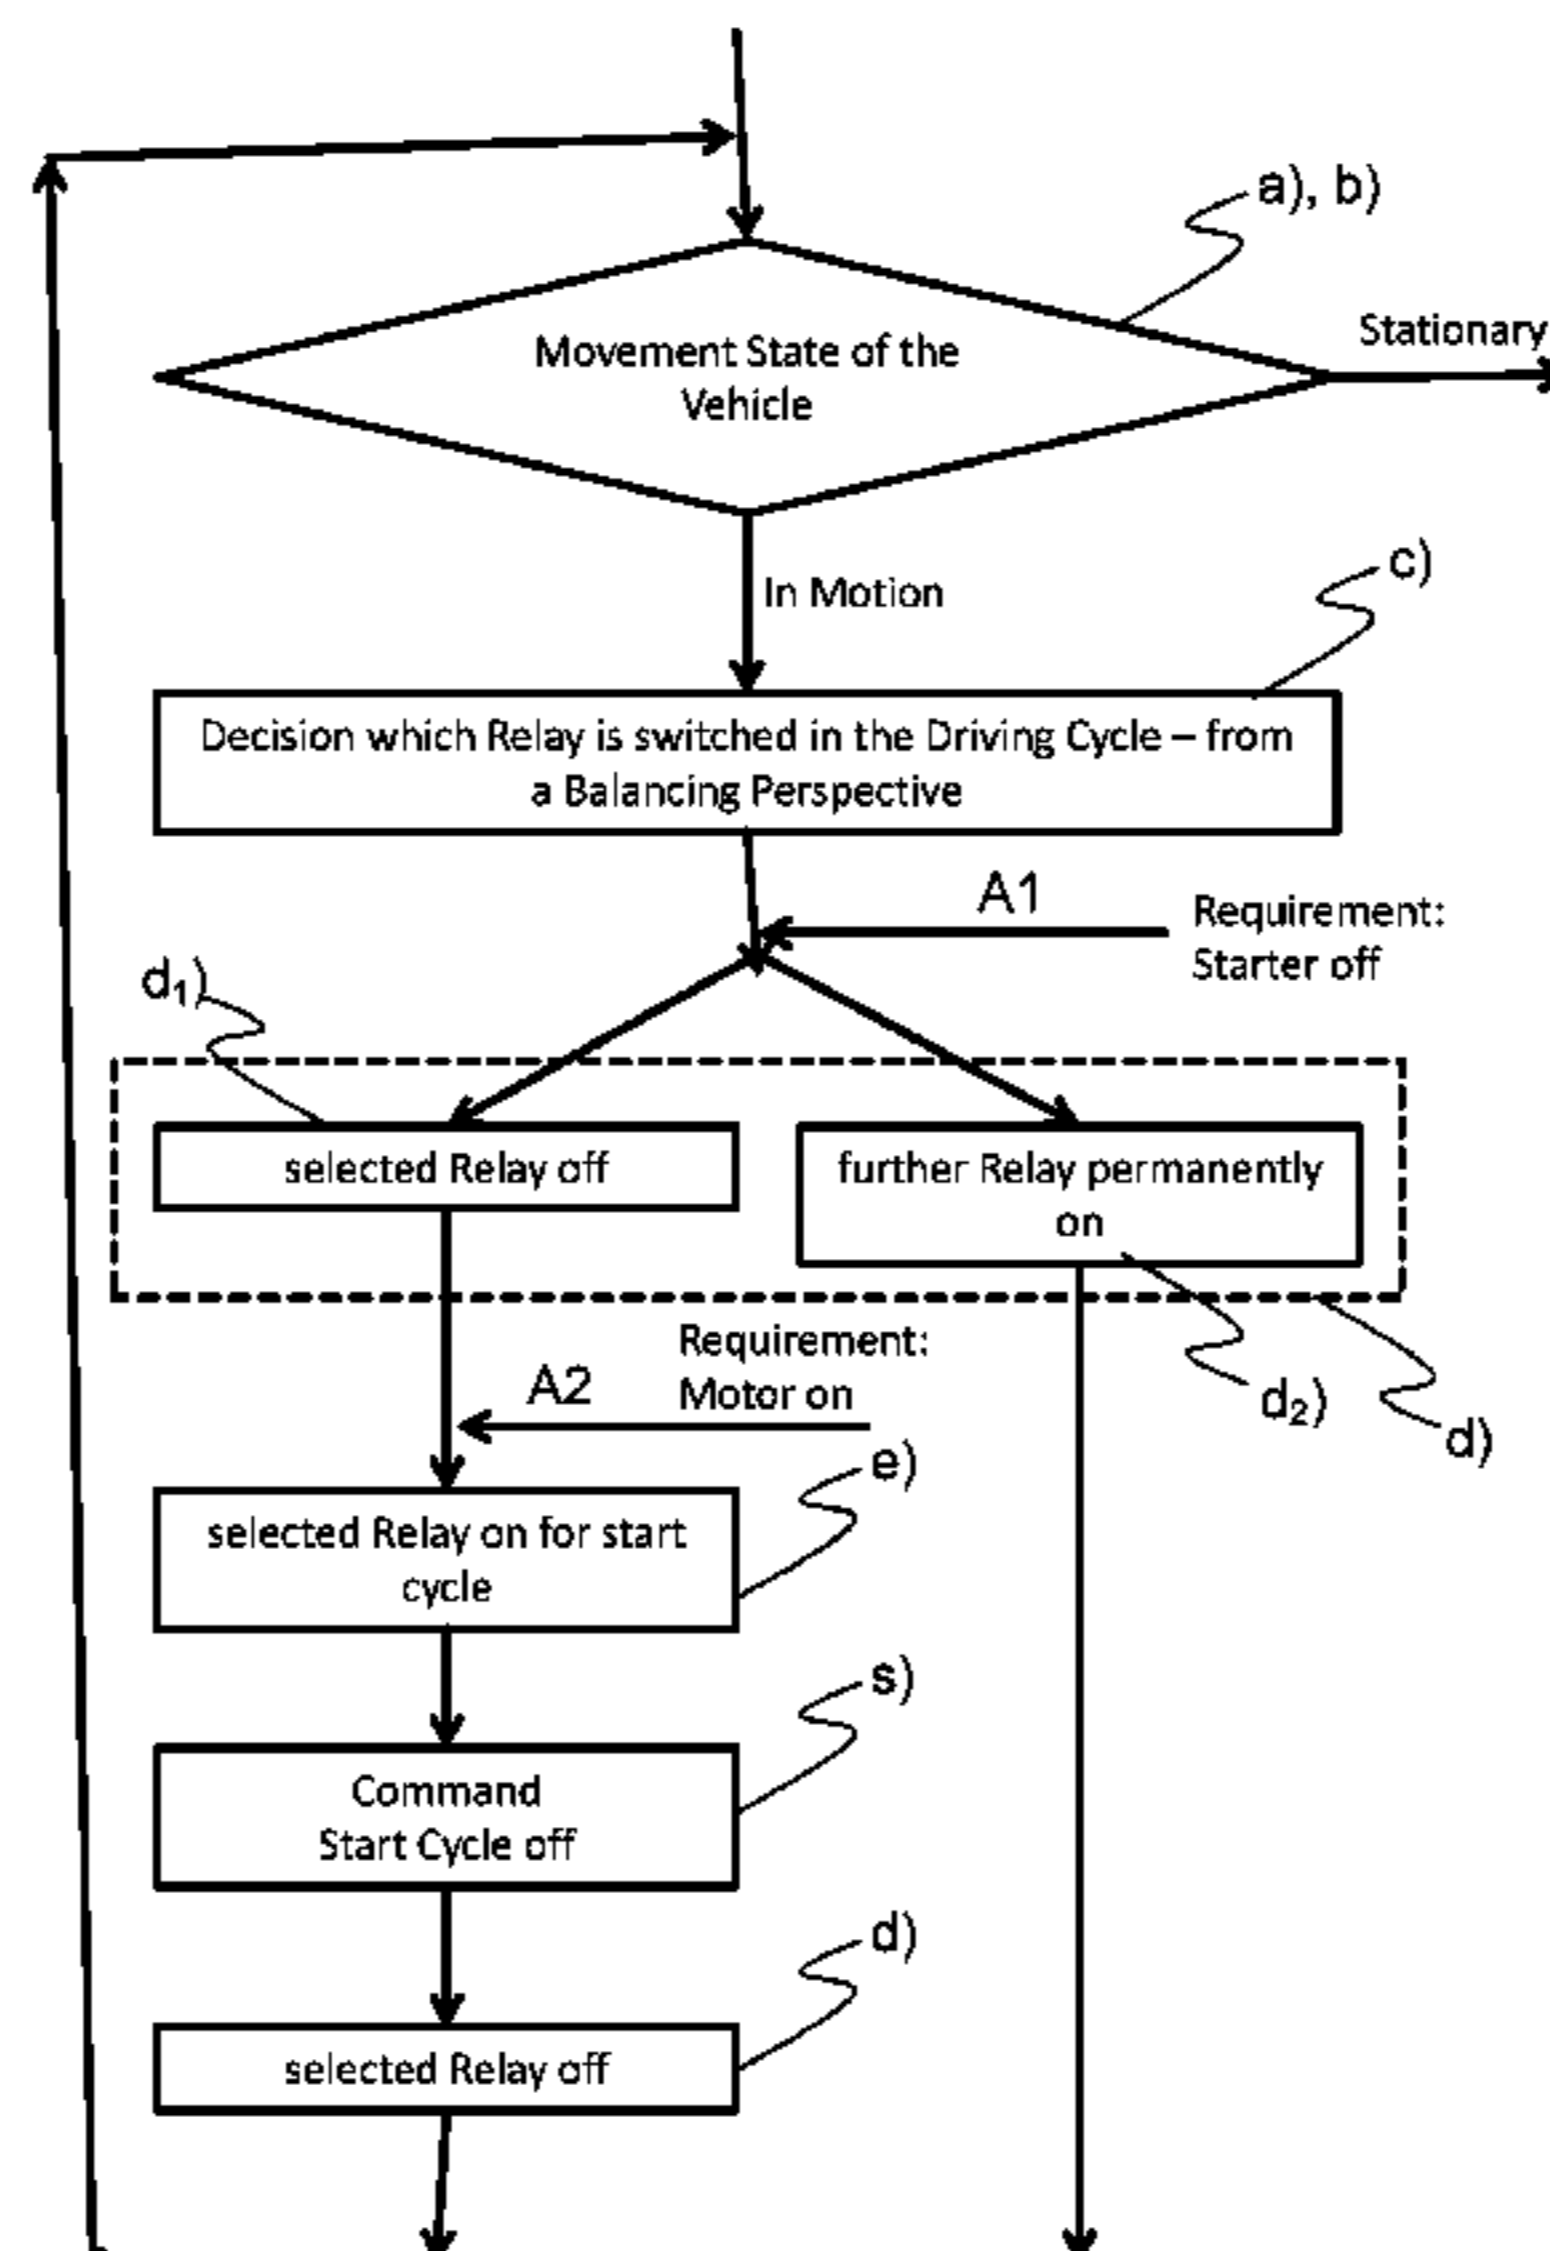 a), b)
Stationary
Movement State of the
Vehicle
In Motion
c)
Decision which Relay is switched in the Driving Cycle – from
a Balancing Perspective
A1
Requirement:
Starter off
d₁)
selected Relay off
further Relay permanently
on
Requirement:
Motor on
A2
d₂)
d)
e)
selected Relay on for start
cycle
s)
Command
Start Cycle off
d)
selected Relay off